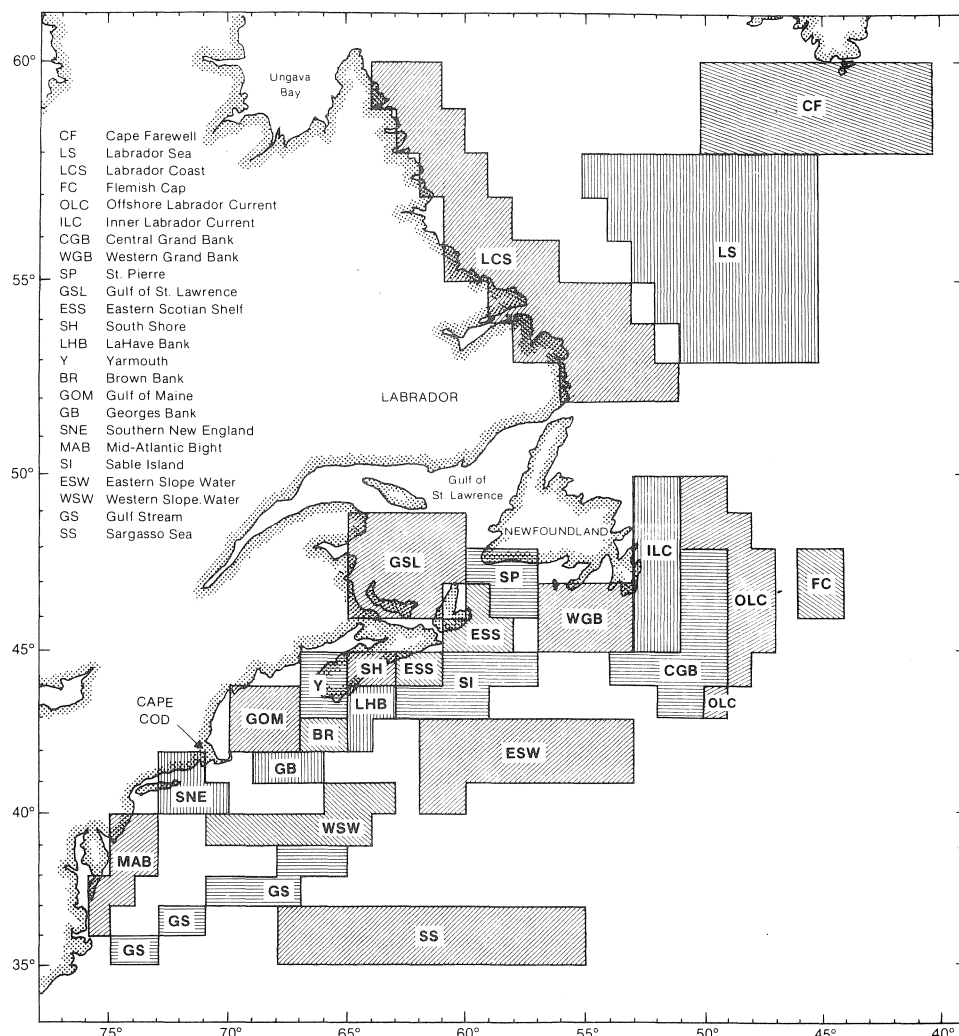 60°
Ungava
Bay
CF
CF Cape Farewell
LS Labrador Sea
LCS Labrador Coast
FC Flemish Cap
OLC Offshore Labrador Current
ILC Inner Labrador Current
CGB Central Grand Bank
WGB Western Grand Bank
SP St. Pierre
GSL Gulf of St. Lawrence
ESS Eastern Scotian Shelf
SH South Shore
LHB LaHave Bank
Y Yarmouth
BR Brown Bank
GOM Gulf of Maine
GB Georges Bank
SNE Southern New England
MAB Mid-Atlantic Bight
SI Sable Island
ESW Eastern Slope Water
WSW Western Slope Water
GS Gulf Stream
SS Sargasso Sea
LS
LCS
55°
LABRADOR
50°
Gulf of
St. Lawrence
NEWFOUNDLAND
ILC
GSL
SP
FC
OLC
WGB
ESS
45°
SH
ESS
CGB
Y
SI
CAPE
COD
LHB
OLC
GOM
BR
ESW
GB
SNE
40°
WSW
MAB
GS
GS
SS
GS
35°
75° 70° 65° 60° 55° 50° 45° 40°